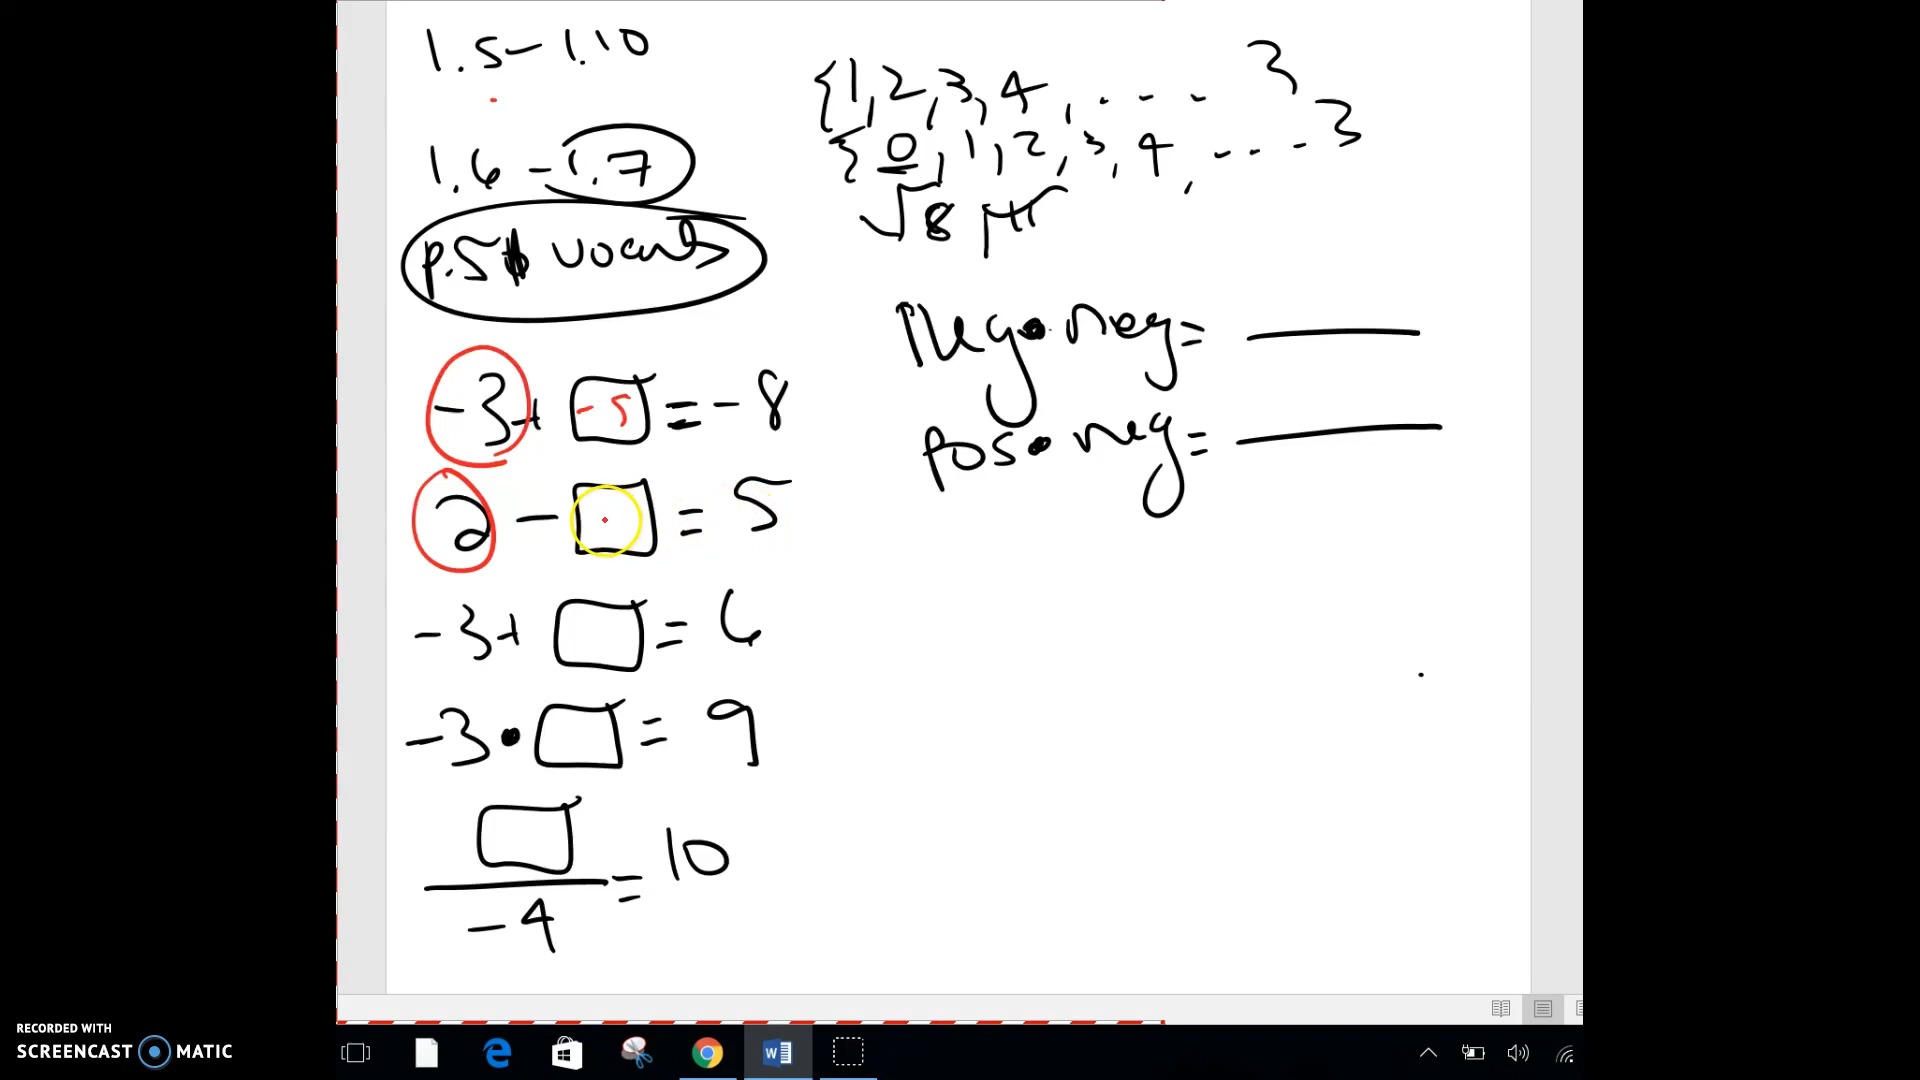 1.5-1.10
1.6-1.7
p.5 vocab
-3+ -5 =-8
2- =5
-3+ =6
-3• =9
=10
-4
{1,2,3,4,....}
{0,1,2,3,4,....}
√8
Neg•neg=
pos•neg=
RECORDED WITH
SCREENCAST MATIC